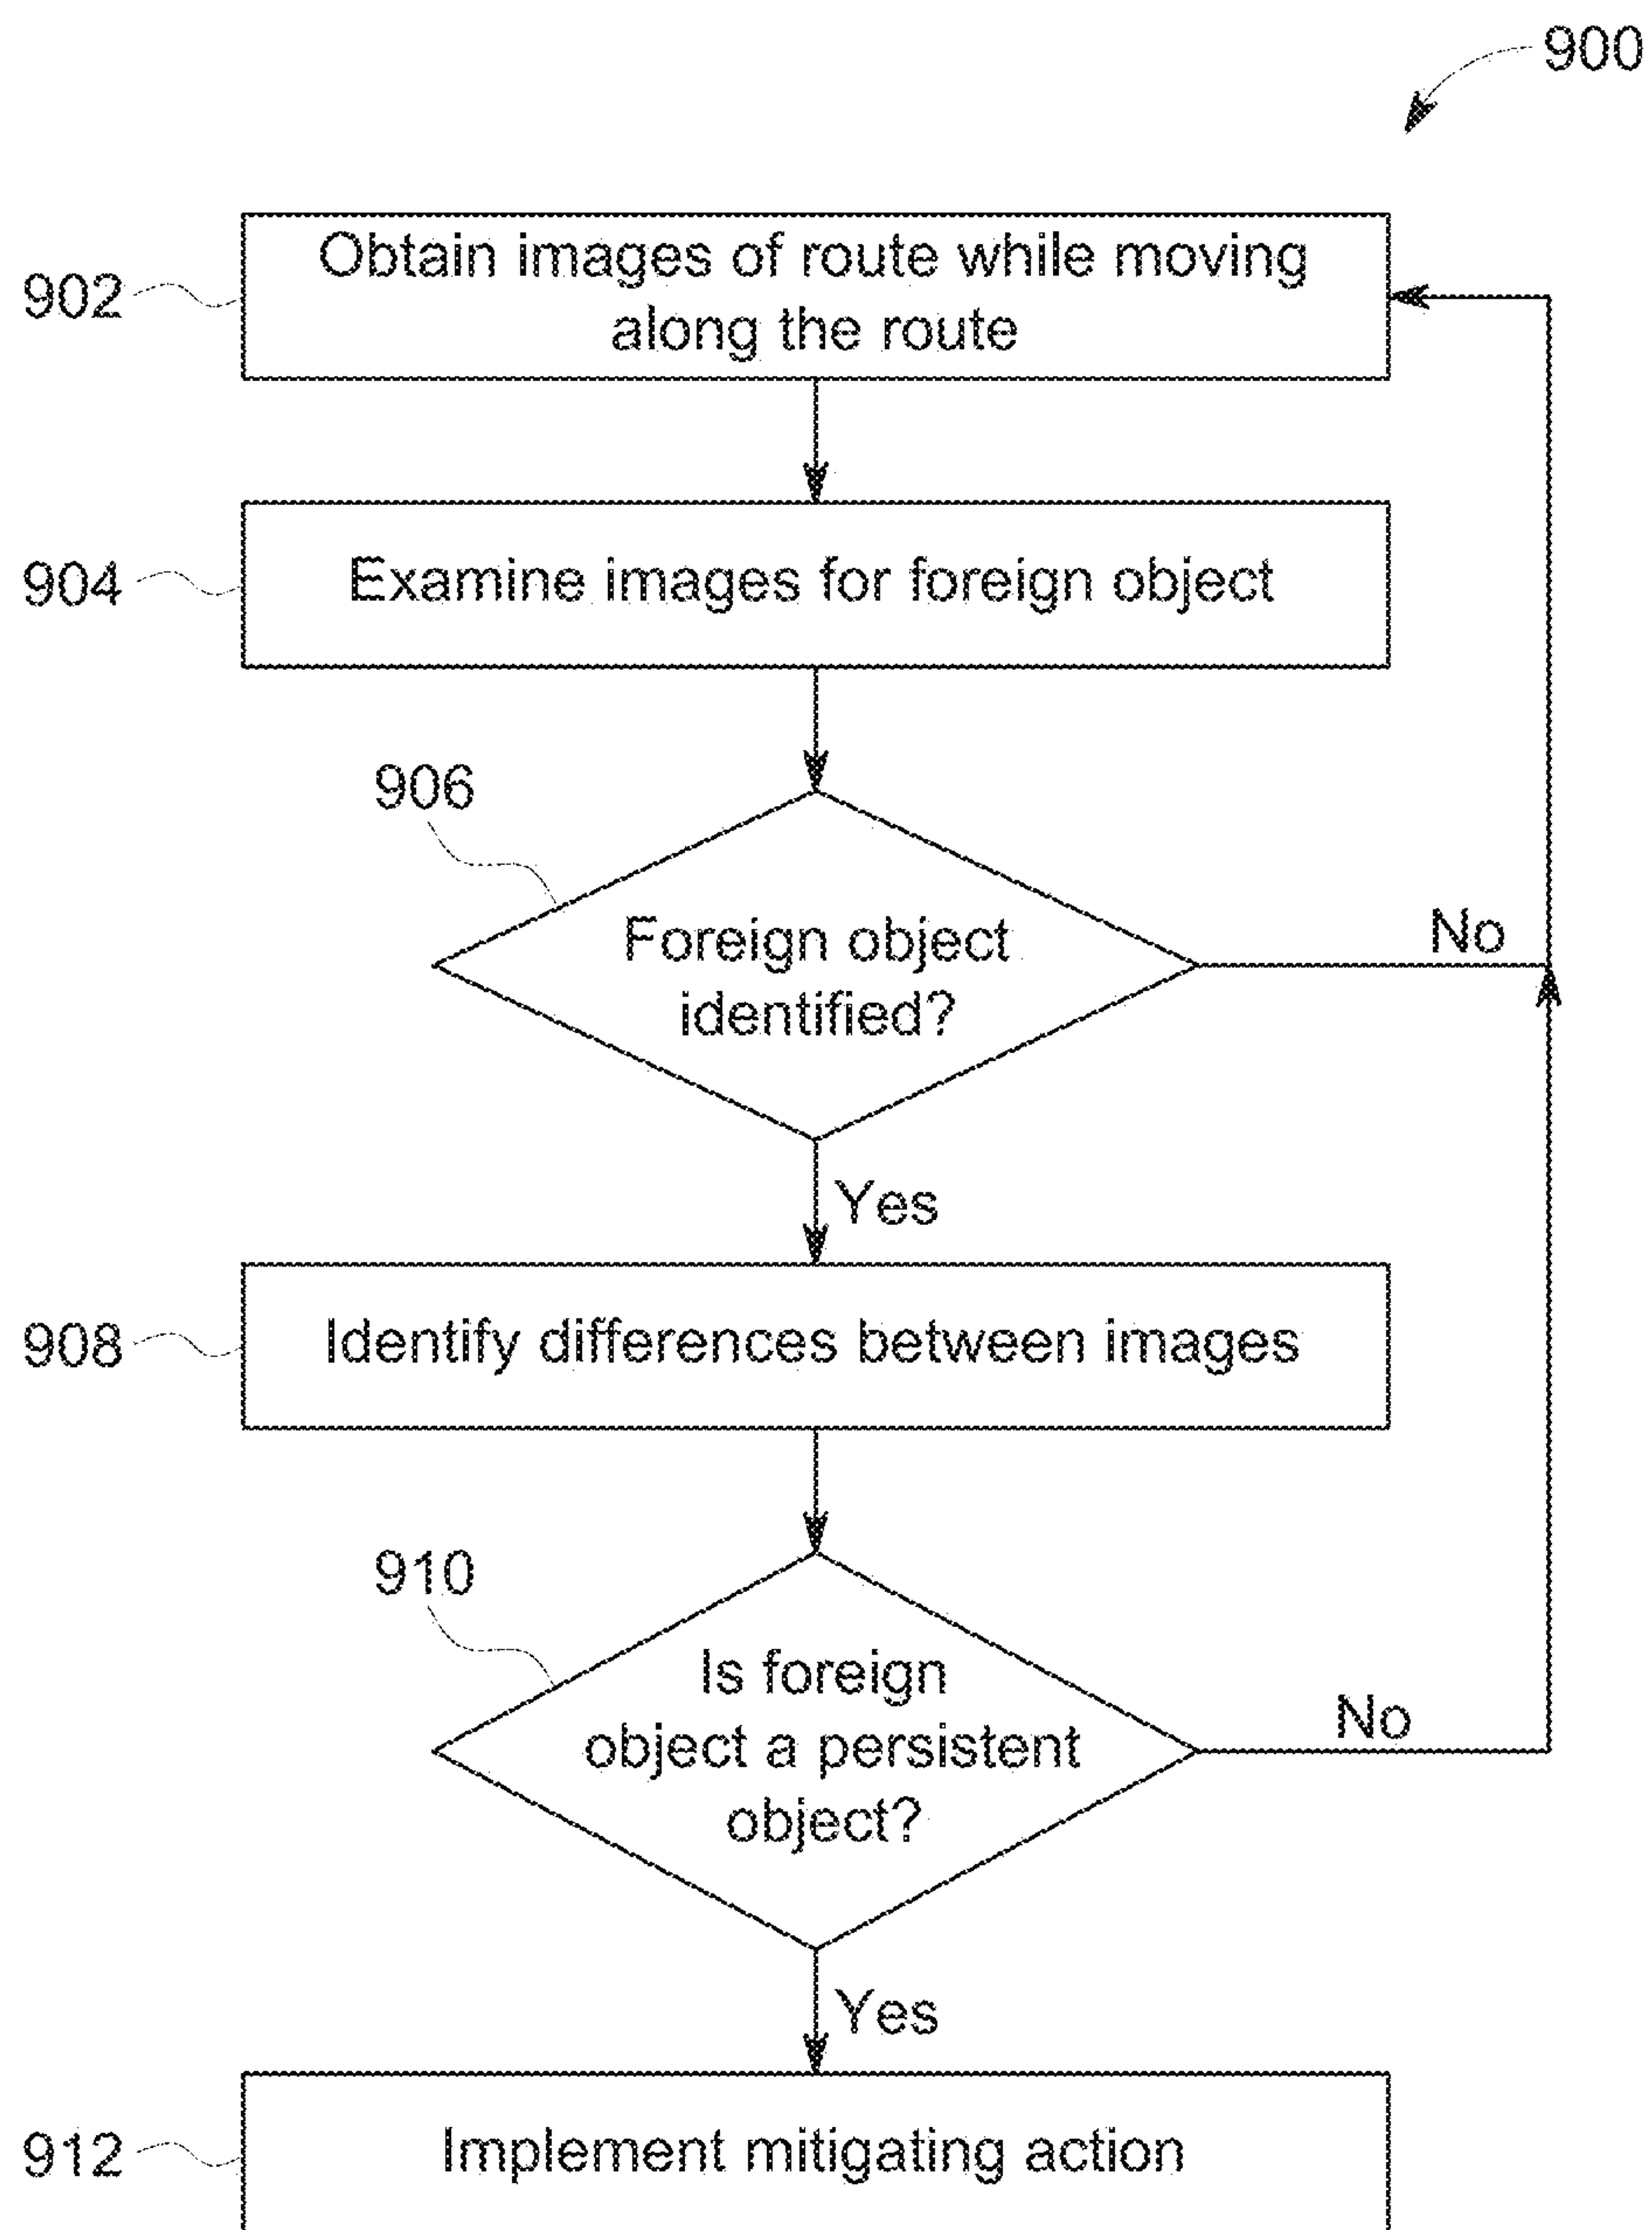 900
902
Obtain images of route while moving
along the route
904
Examine images for foreign object
906
Foreign object
identified?
No
Yes
908
Identify differences between images
910
Is foreign
object a persistent
object?
No
Yes
912
Implement mitigating action